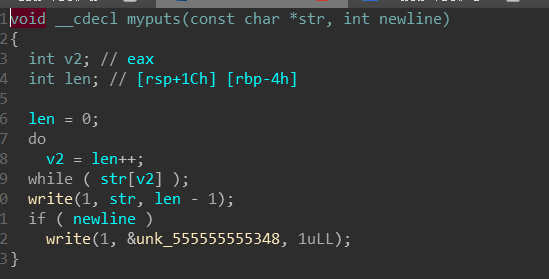 1 void __cdecl myputs(const char *str, int newline)
2 {
3 int v2; // eax
4 int len; // [rsp+1Ch] [rbp-4h]
5
6 len = 0;
7 do
8 v2 = len++;
9 while ( str[v2] );
0 write(1, str, len - 1);
1 if ( newline )
2 write(1, &unk_555555555348, 1uLL);
3 }